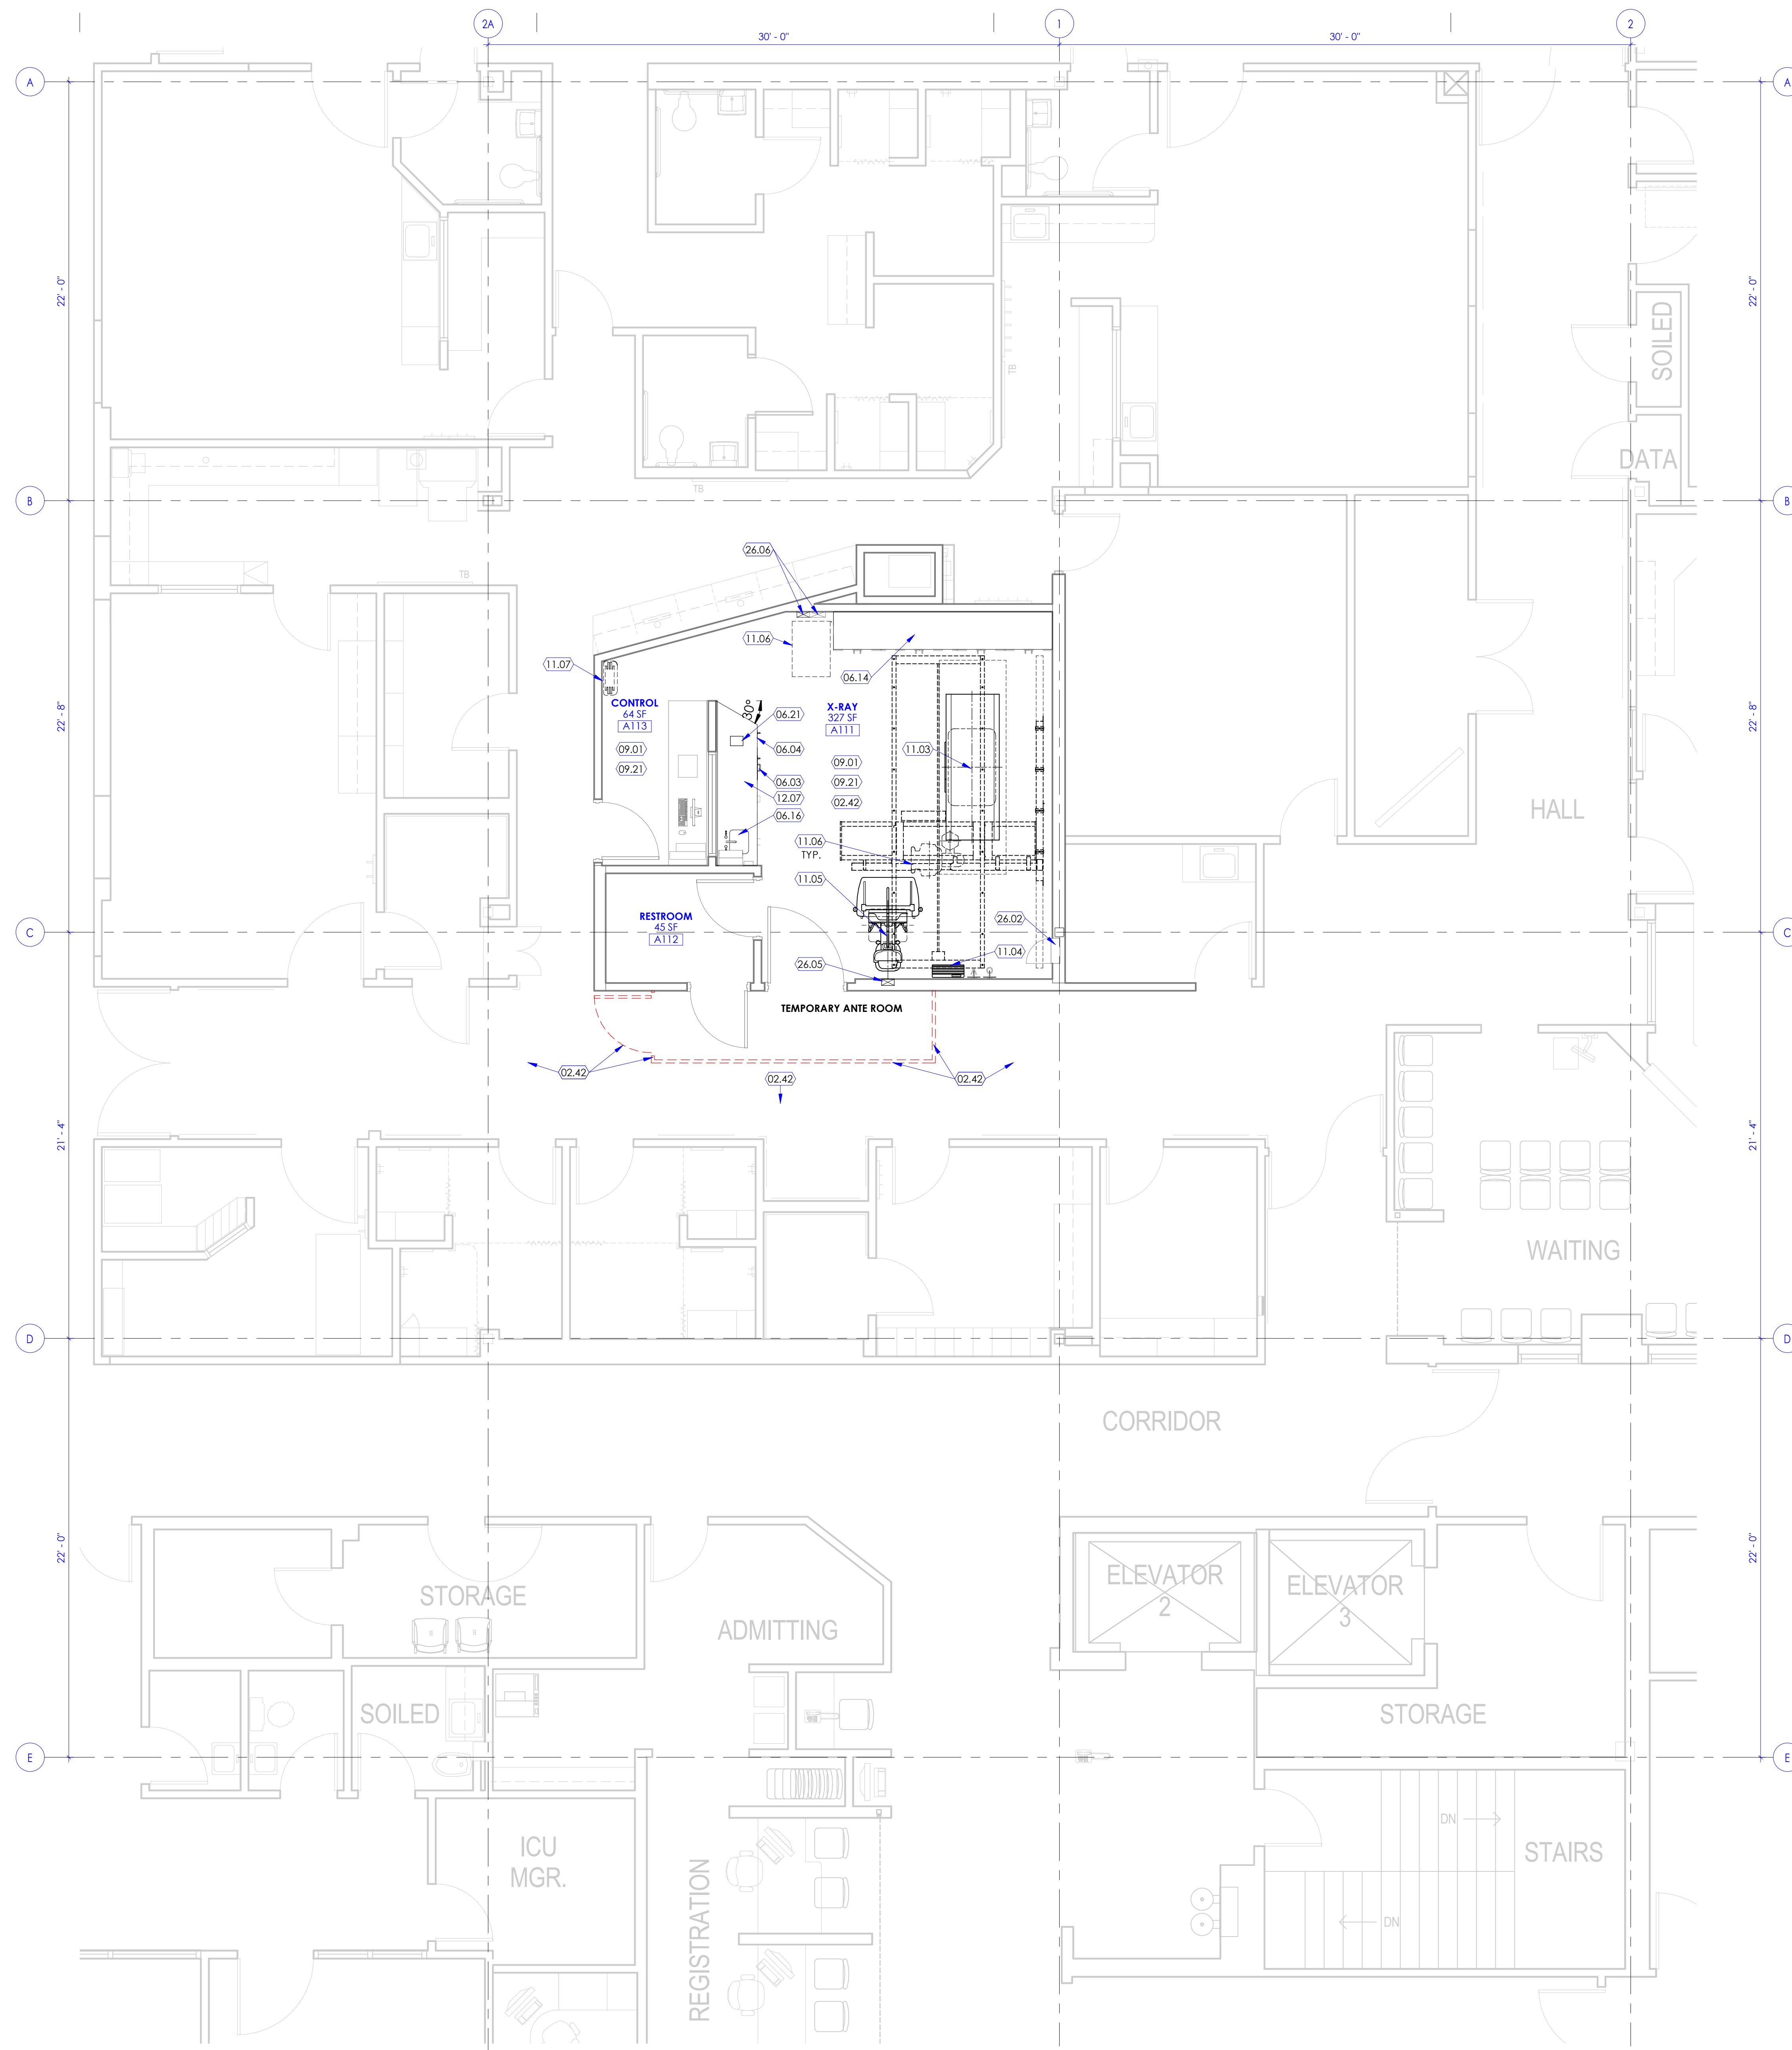 2A
1
2
30' - 0"
30' - 0"
A
A
22' - 0"
22' - 0"
SOILED
TB
DATA
TB
B
B
TB
26.06
11.06
11.07
06.14
CONTROL
64 SF
A113
30°
06.21
X-RAY
327 SF
A111
22' - 8"
22' - 8"
09.01
06.04
11.03
09.01
09.21
06.03
09.21
12.07
02.42
06.16
HALL
11.06
TYP.
11.05
RESTROOM
45 SF
A112
26.02
C
C
11.04
26.05
TEMPORARY ANTE ROOM
02.42
02.42
02.42
21' - 4"
21' - 4"
WAITING
D
D
CORRIDOR
22' - 0"
22' - 0"
STORAGE
ELEVATOR
2
ELEVATOR
3
ADMITTING
SOILED
STORAGE
E
E
DN
ICU
MGR.
STAIRS
REGISTRATION
DN